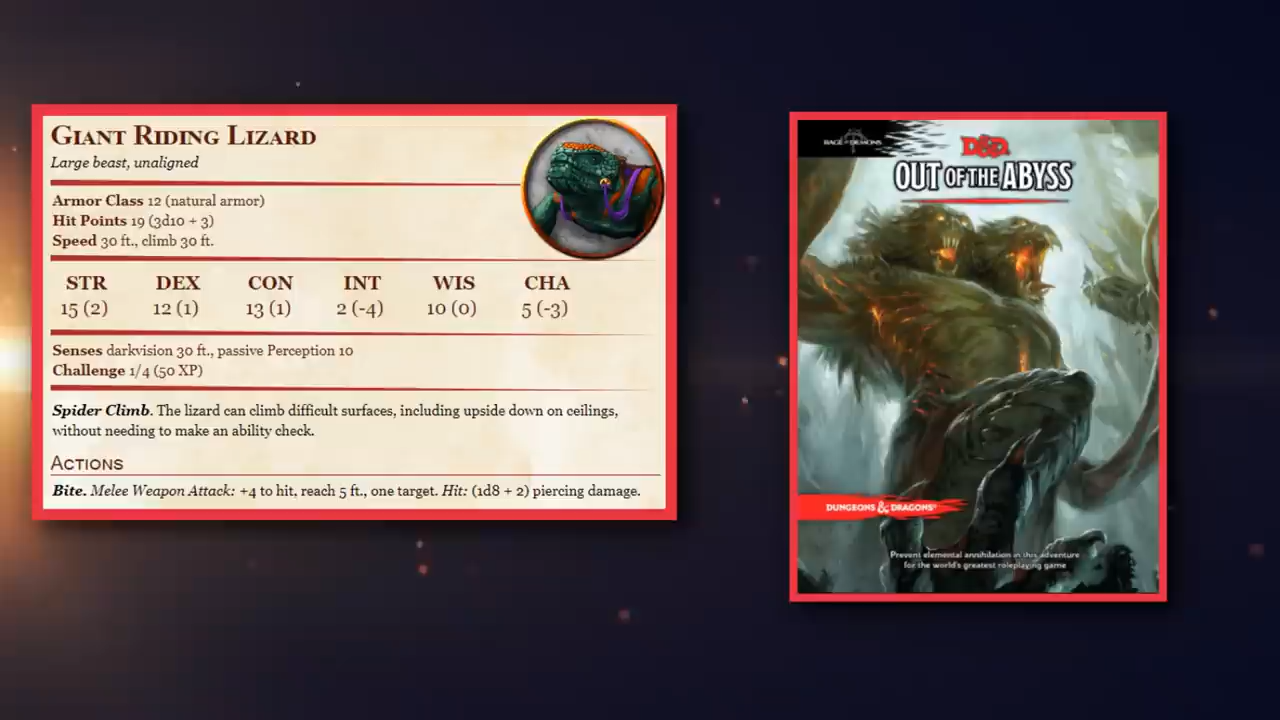 GIANT RIDING LIZARD
Large beast, unaligned
Armor Class 12 (natural armor)
Hit Points 19 (3d10 + 3)
Speed 30 ft., climb 30 ft.
STR DEX CON INT WIS CHA
15 (2) 12 (1) 13 (1) 2 (-4) 10 (0) 5 (-3)
Senses darkvision 30 ft., passive Perception 10
Challenge 1/4 (50 XP)
Spider Climb. The lizard can climb difficult surfaces, including upside down on ceilings,
without needing to make an ability check.
ACTIONS
Bite. Melee Weapon Attack: +4 to hit, reach 5 ft., one target. Hit: (1d8 + 2) piercing damage.
RAGE OF DEMONS
D&D
OUT OF THE ABYSS
DUNGEONS & DRAGONS®
Prevent elemental annihilation in this adventure
for the world's greatest roleplaying game